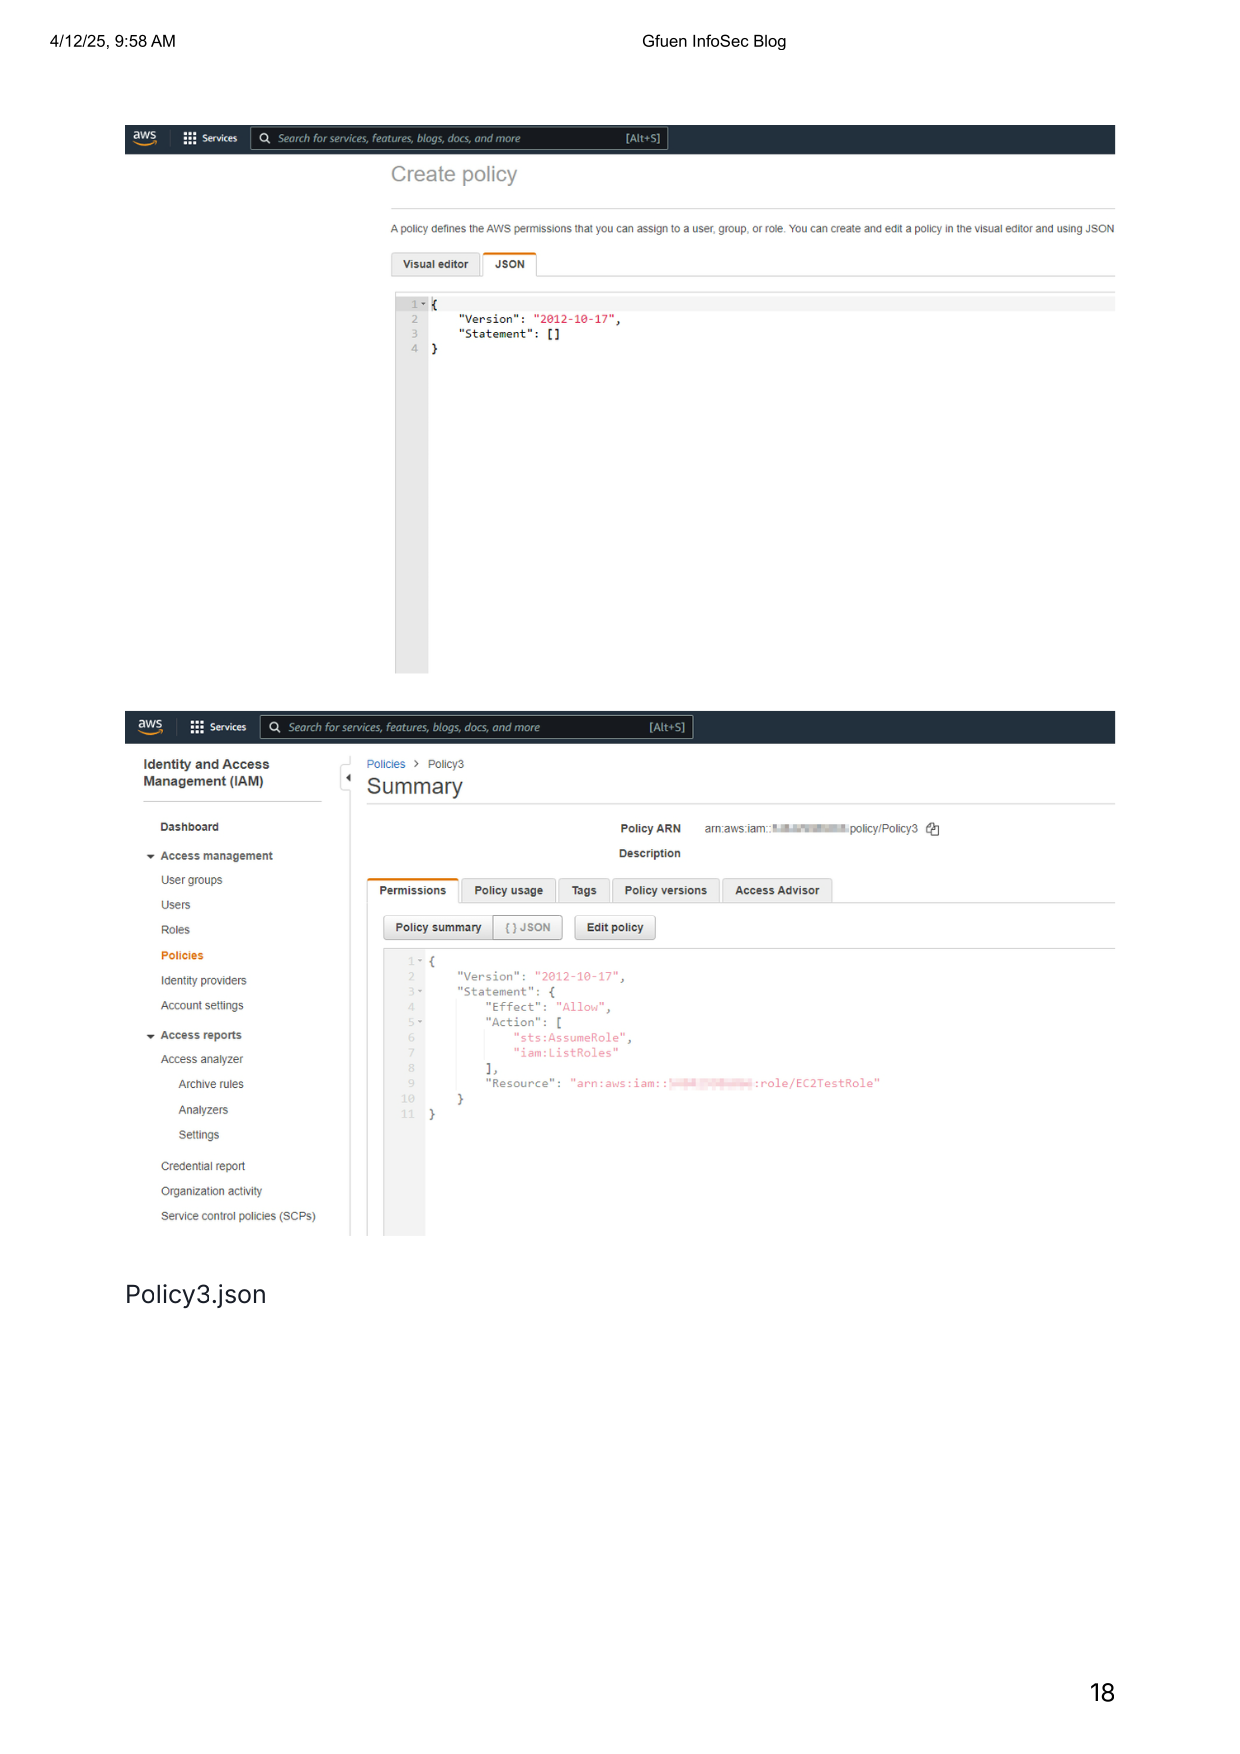 4/12/25, 9:58 AM
Gfuen InfoSec Blog
aws Services Search for services, features, blogs, docs, and more [Alt+S]
Create policy
A policy defines the AWS permissions that you can assign to a user, group, or role. You can create and edit a policy in the visual editor and using JSON
Visual editor JSON
1 {
2 "Version": "2012-10-17",
3 "Statement": []
4 }
aws Services Search for services, features, blogs, docs, and more [Alt+S]
Identity and Access
Management (IAM)
Dashboard
Access management
User groups
Users
Roles
Policies
Identity providers
Account settings
Access reports
Access analyzer
Archive rules
Analyzers
Settings
Credential report
Organization activity
Service control policies (SCPs)
Policies > Policy3
Summary
Policy ARN arn:aws:iam:: policy/Policy3
Description
Permissions Policy usage Tags Policy versions Access Advisor
Policy summary { } JSON Edit policy
1 {
2 "Version": "2012-10-17",
3 "Statement": {
4 "Effect": "Allow",
5 "Action": [
6 "sts:AssumeRole",
7 "iam:ListRoles"
8 ],
9 "Resource": "arn:aws:iam:: :role/EC2TestRole"
10 }
11 }
Policy3.json
18